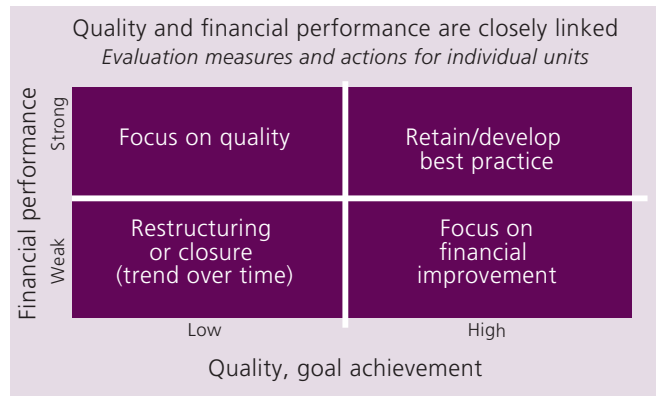 Quality and financial performance are closely linked
Evaluation measures and actions for individual units
Financial performance
Strong
Weak
Focus on quality
Retain/develop
best practice
Restructuring
or closure
(trend over time)
Focus on
financial
improvement
Low
High
Quality, goal achievement